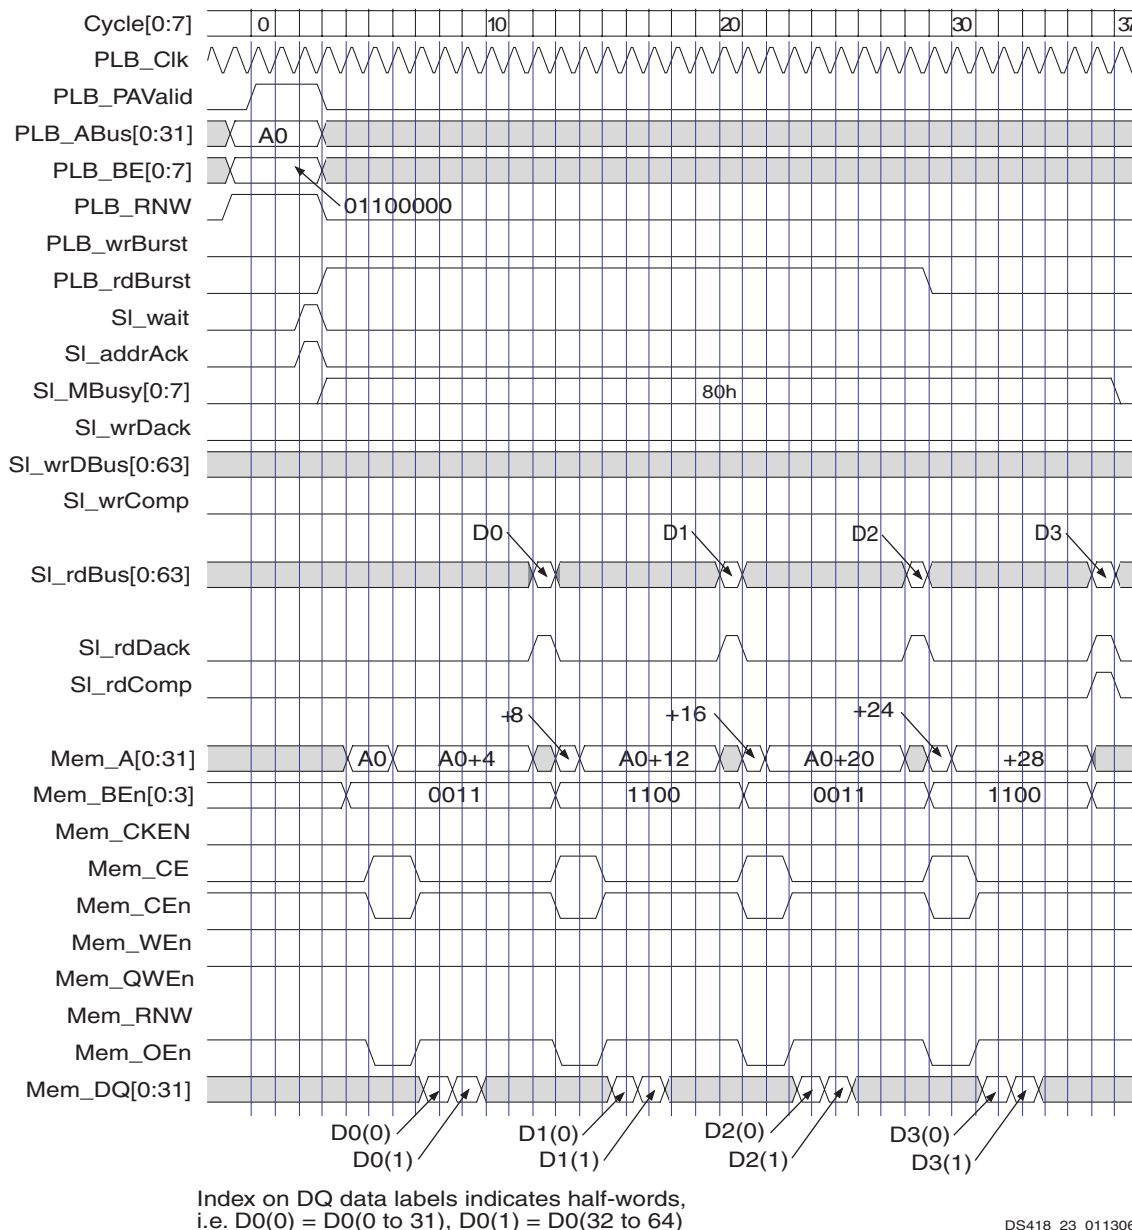 Cycle[0:7] 0 10 20 30 37
PLB_Clk
PLB_PAValid
PLB_ABus[0:31] A0
PLB_BE[0:7]
PLB_RNW 01100000
PLB_wrBurst
PLB_rdBurst
Sl_wait
Sl_addrAck
Sl_MBusy[0:7] 80h
Sl_wrDack
Sl_wrDBus[0:63]
Sl_wrComp
D0 D1 D2 D3
Sl_rdBus[0:63]
Sl_rdDack
Sl_rdComp
+8 +16 +24
Mem_A[0:31] A0 A0+4 A0+12 A0+20 +28
Mem_BEn[0:3] 0011 1100 0011 1100
Mem_CKEN
Mem_CE
Mem_CEn
Mem_WEn
Mem_QWEn
Mem_RNW
Mem_OEn
Mem_DQ[0:31]
D0(0) D1(0) D2(0) D3(0)
D0(1) D1(1) D2(1) D3(1)
Index on DQ data labels indicates half-words,
i.e. D0(0) = D0(0 to 31), D0(1) = D0(32 to 64)